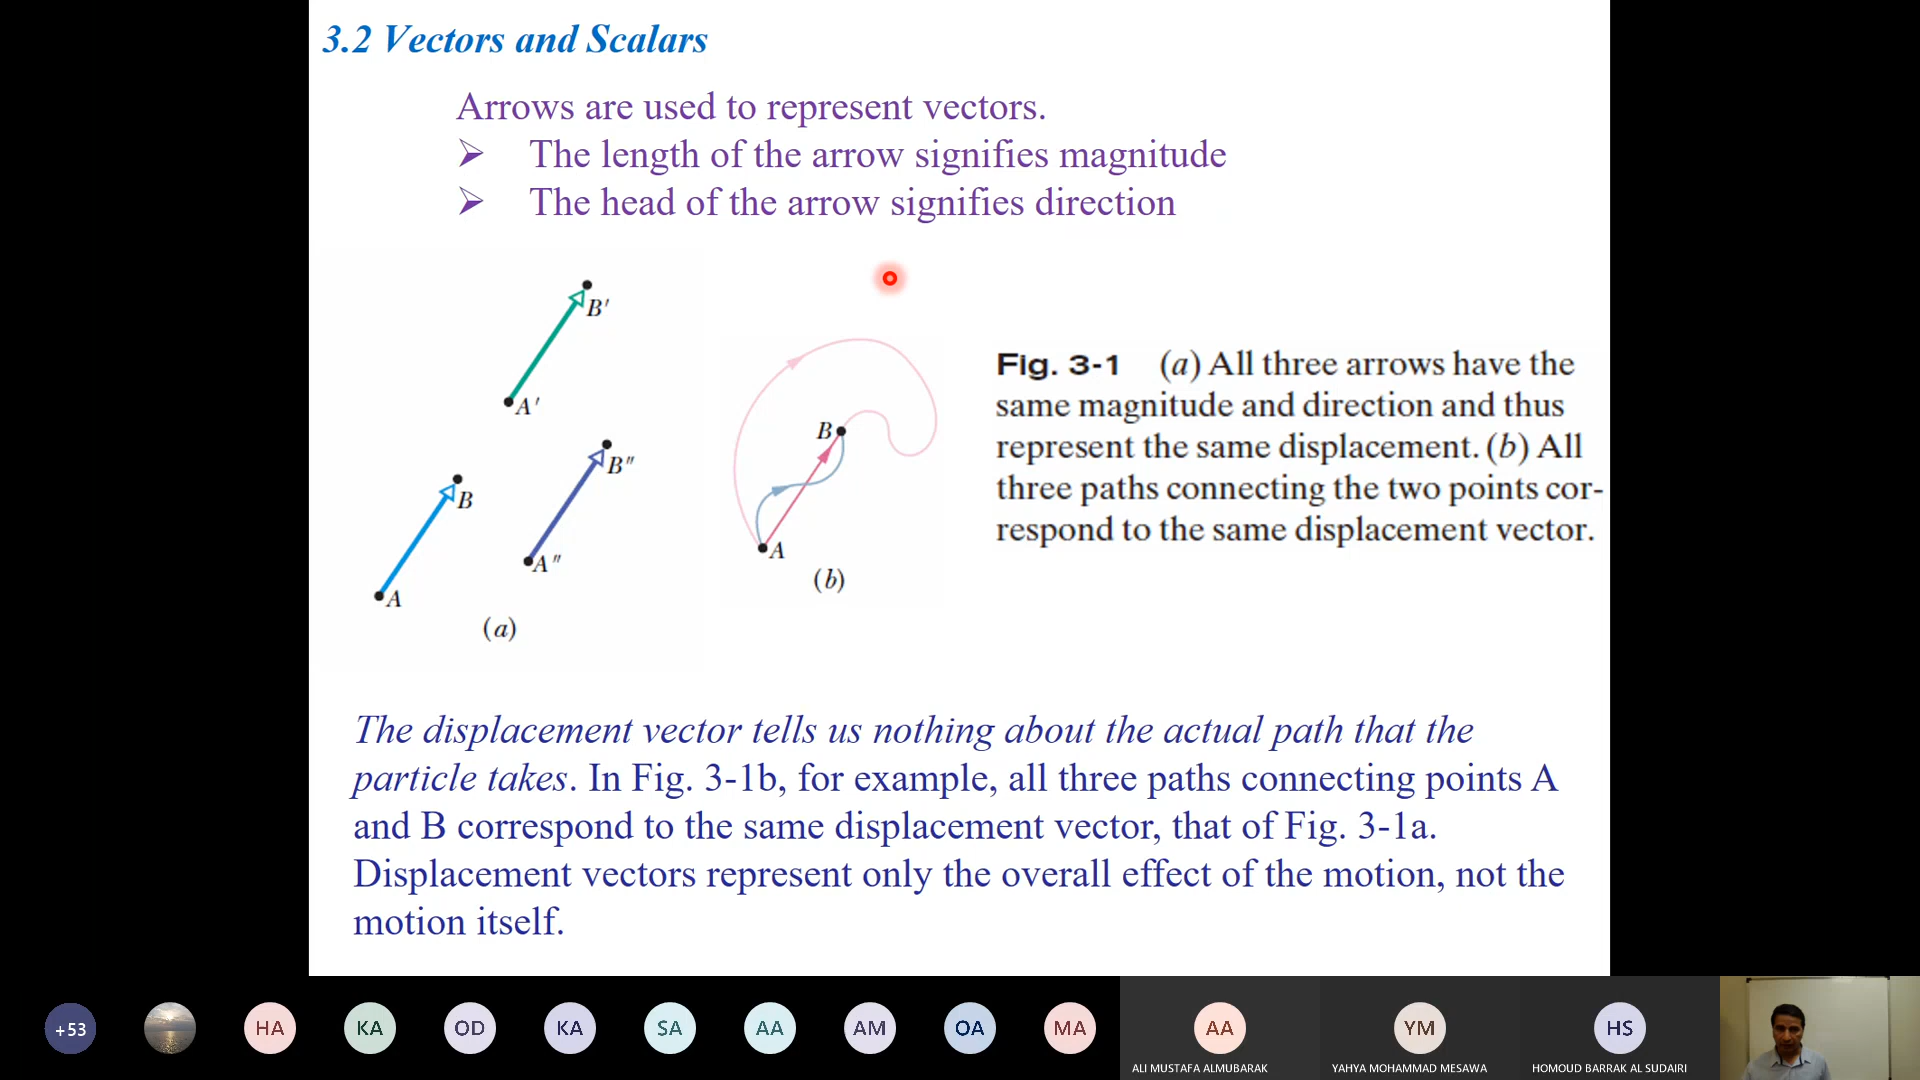 3.2 Vectors and Scalars
Arrows are used to represent vectors.
➢ The length of the arrow signifies magnitude
➢ The head of the arrow signifies direction
B′
A′
B
A
B″
A″
(a)
B
A
(b)
Fig. 3-1 (a) All three arrows have the
same magnitude and direction and thus
represent the same displacement. (b) All
three paths connecting the two points cor-
respond to the same displacement vector.
The displacement vector tells us nothing about the actual path that the
particle takes. In Fig. 3-1b, for example, all three paths connecting points A
and B correspond to the same displacement vector, that of Fig. 3-1a.
Displacement vectors represent only the overall effect of the motion, not the
motion itself.
+53
HA
KA
OD
KA
SA
AA
AM
OA
MA
AA
YM
HS
ALI MUSTAFA ALMUBARAK
YAHYA MOHAMMAD MESAWA
HOMOUD BARRAK AL SUDAIRI